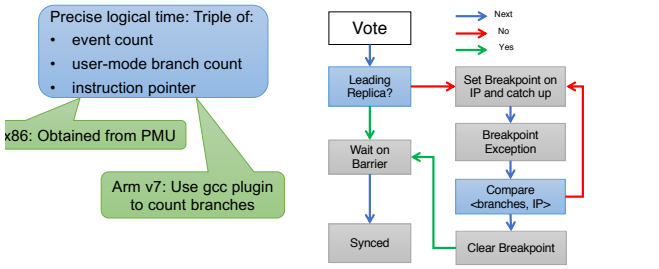 Precise logical time: Triple of:
• event count
• user-mode branch count
• instruction pointer
x86: Obtained from PMU
Arm v7: Use gcc plugin
to count branches
Vote
Next
No
Yes
Leading
Replica?
Set Breakpoint on
IP and catch up
Wait on
Barrier
Breakpoint
Exception
Compare
<branches, IP>
Synced
Clear Breakpoint